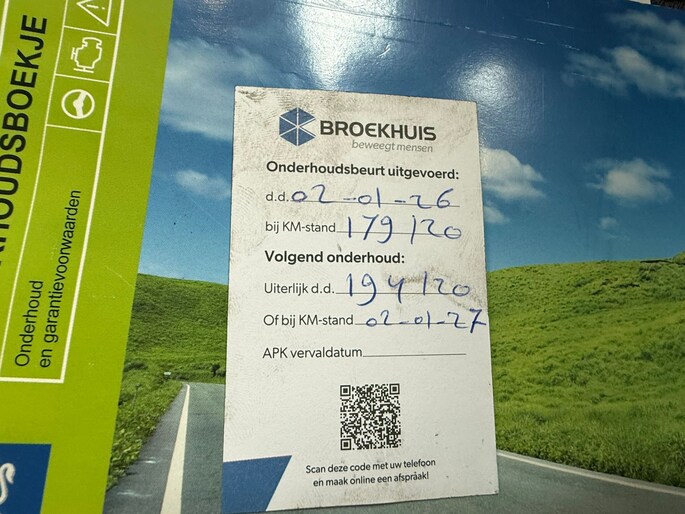 HOUDSBOEKJE
Onderhoud
en garantievoorwaarden
BROEKHUIS
beweegt mensen
Onderhoudsbeurt uitgevoerd:
d.d. 02-01-26
bij KM-stand 179120
Volgend onderhoud:
Uiterlijk d.d. 194120
Of bij KM-stand 02-01-27
APK vervaldatum
Scan deze code met uw telefoon
en maak online een afspraak!